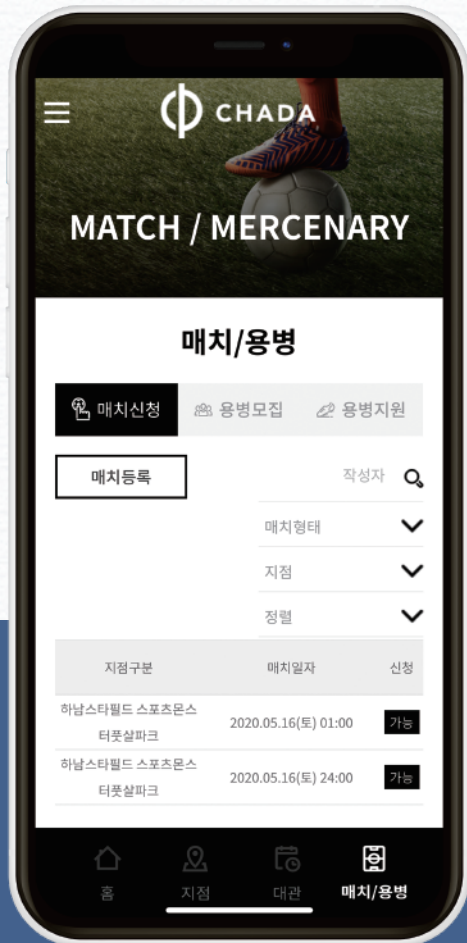 CHADA
MATCH / MERCENARY
매치/용병
매치신청 용병모집 용병지원
매치등록 작성자
매치형태
지점
정렬
지점구분 매치일자 신청
하남스타필드 스포츠몬스
터풋살파크
2020.05.16(토) 01:00 가능
하남스타필드 스포츠몬스
터풋살파크
2020.05.16(토) 24:00 가능
홈 지점 대관 매치/용병